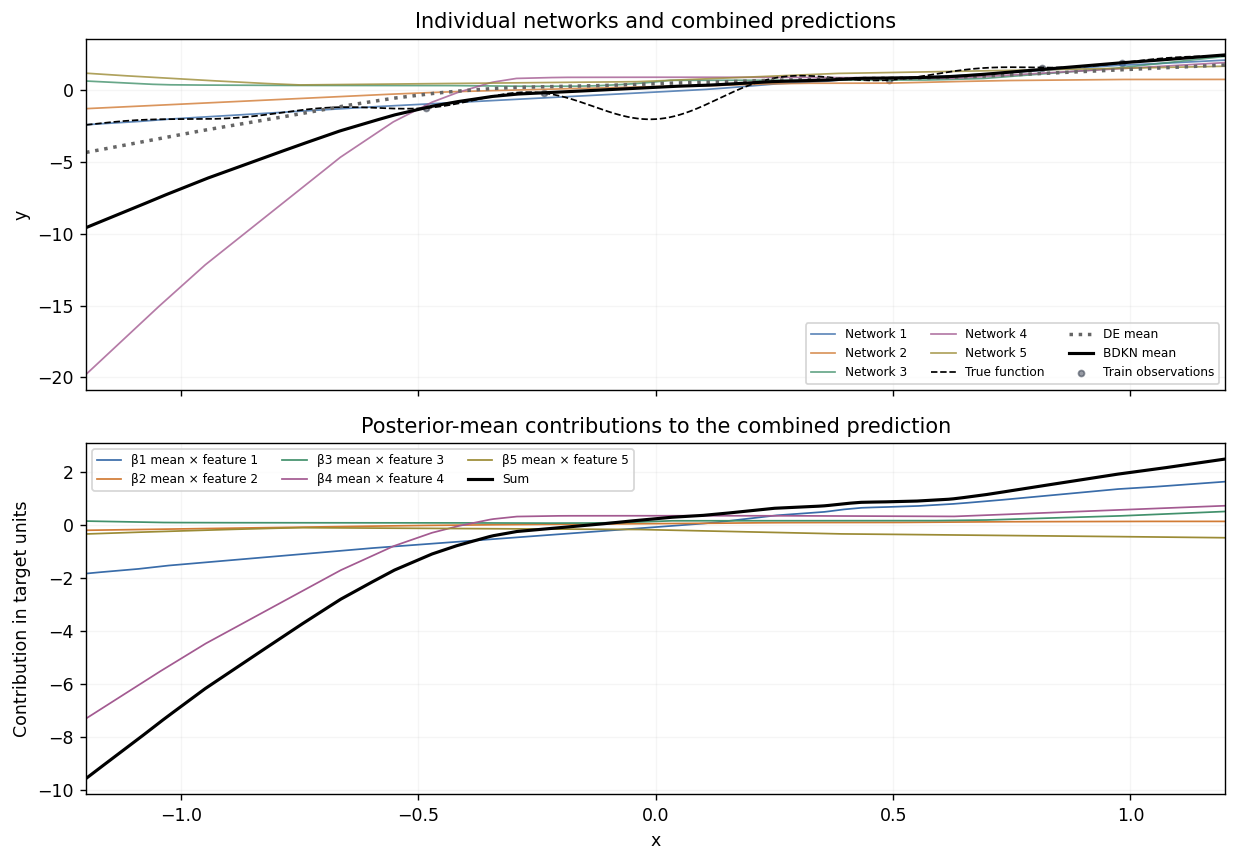 Individual networks and combined predictions
0
−5
−10
−15
−20
y
Network 1
Network 2
Network 3
Network 4
Network 5
True function
DE mean
BDKN mean
Train observations
Posterior-mean contributions to the combined prediction
2
0
−2
−4
−6
−8
−10
Contribution in target units
β1 mean × feature 1
β2 mean × feature 2
β3 mean × feature 3
β4 mean × feature 4
β5 mean × feature 5
Sum
−1.0
−0.5
0.0
0.5
1.0
x